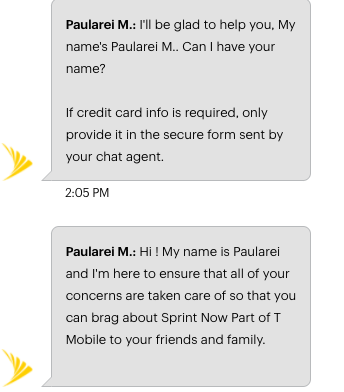 Paularei M.: I'll be glad to help you, My
name's Paularei M.. Can I have your
name?
If credit card info is required, only
provide it in the secure form sent by
your chat agent.
2:05 PM
Paularei M.: Hi ! My name is Paularei
and I'm here to ensure that all of your
concerns are taken care of so that you
can brag about Sprint Now Part of T
Mobile to your friends and family.